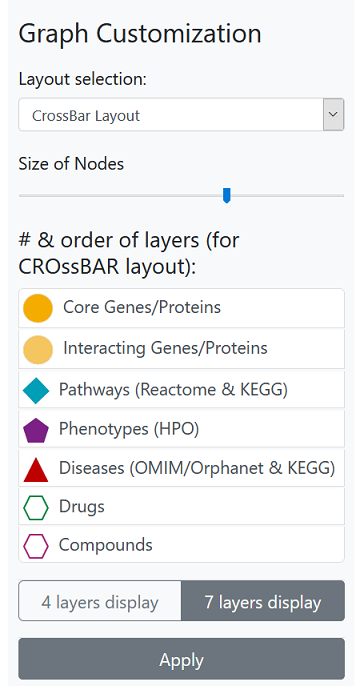 Graph Customization
Layout selection:
CrossBar Layout
Size of Nodes
# & order of layers (for
CROssBAR layout):
Core Genes/Proteins
Interacting Genes/Proteins
Pathways (Reactome & KEGG)
Phenotypes (HPO)
Diseases (OMIM/Orphanet & KEGG)
Drugs
Compounds
4 layers display 7 layers display
Apply